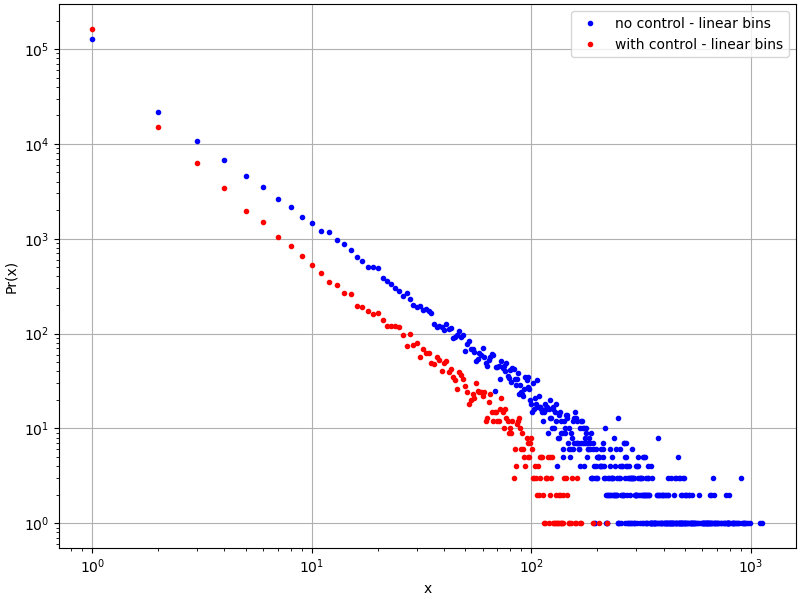 no control - linear bins
with control - linear bins
Pr(x)
10⁵
10⁴
10³
10²
10¹
10⁰
10⁰ 10¹ 10² 10³
x